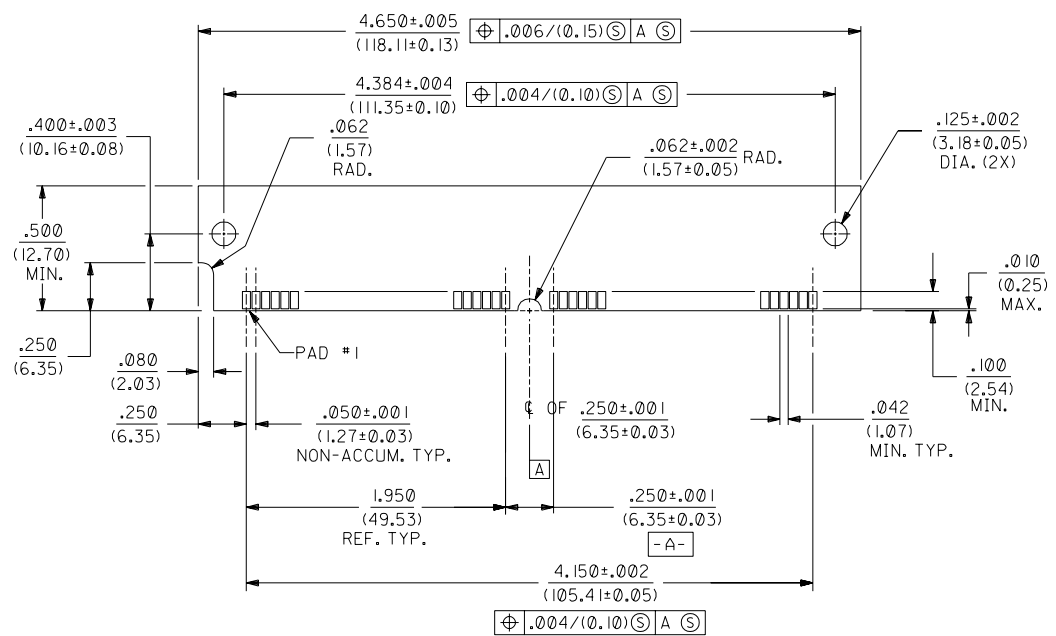 4.650±.005
(118.11±0.13)
⌖ .006/(0.15)Ⓢ A Ⓢ
4.384±.004
(111.35±0.10)
⌖ .004/(0.10)Ⓢ A Ⓢ
.400±.003
(10.16±0.08)
.062
(1.57)
RAD.
.062±.002
(1.57±0.05)
RAD.
.125±.002
(3.18±0.05)
DIA. (2X)
.500
(12.70)
MIN.
.010
(0.25)
MAX.
PAD #1
.250
(6.35)
.080
(2.03)
.100
(2.54)
MIN.
.250
(6.35)
.050±.001
(1.27±0.03)
NON-ACCUM. TYP.
℄ OF .250±.001
(6.35±0.03)
.042
(1.07)
MIN. TYP.
A
1.950
(49.53)
REF. TYP.
.250±.001
(6.35±0.03)
-A-
4.150±.002
(105.41±0.05)
⌖ .004/(0.10)Ⓢ A Ⓢ